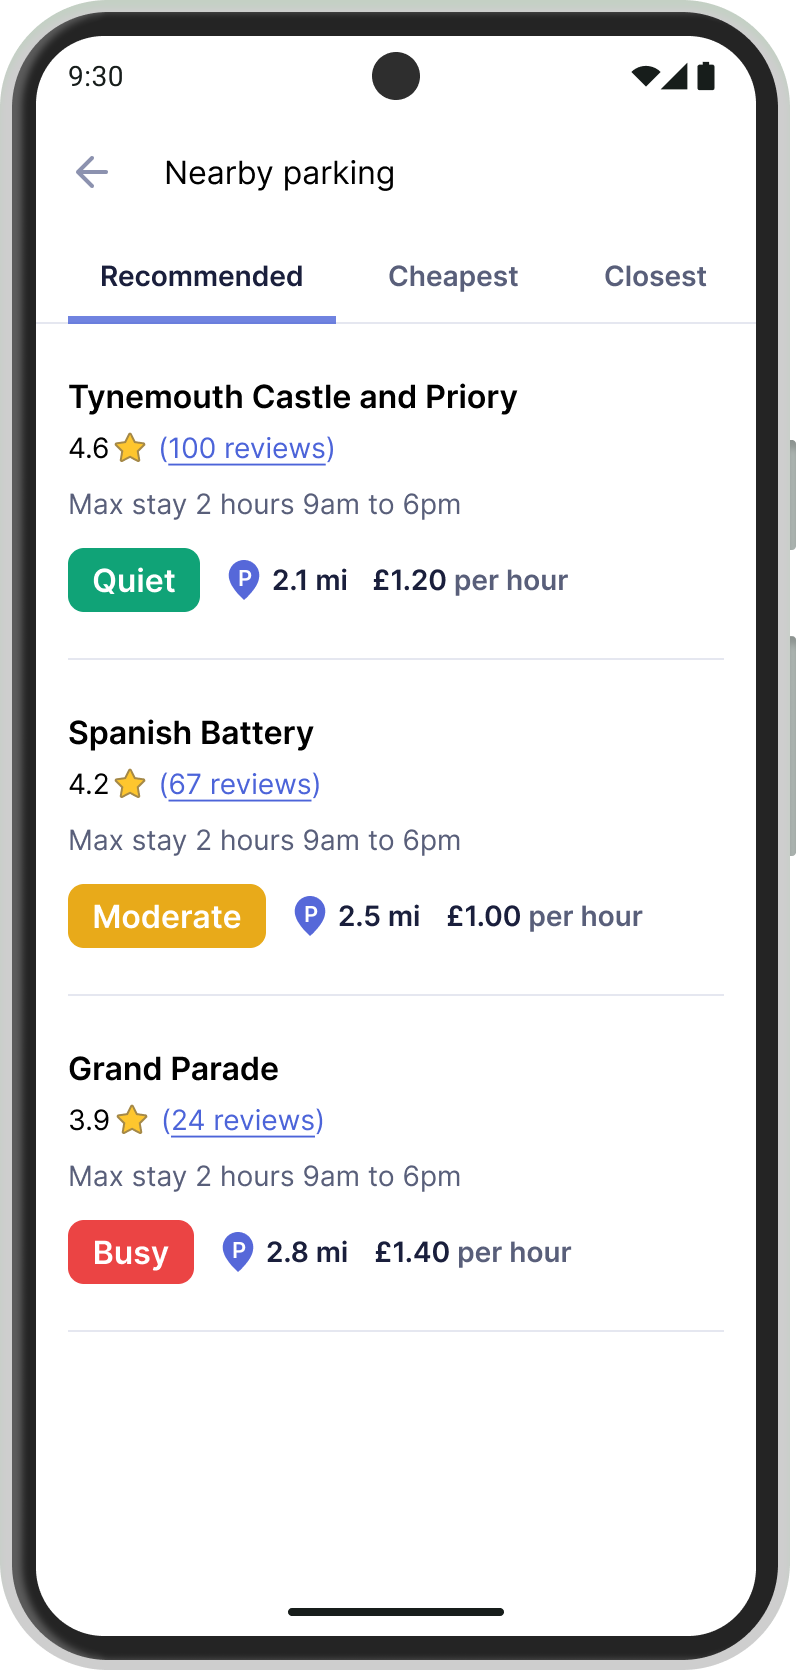 9:30
Nearby parking
Recommended Cheapest Closest
Tynemouth Castle and Priory
4.6 (100 reviews)
Max stay 2 hours 9am to 6pm
Quiet P 2.1 mi £1.20 per hour
Spanish Battery
4.2 (67 reviews)
Max stay 2 hours 9am to 6pm
Moderate P 2.5 mi £1.00 per hour
Grand Parade
3.9 (24 reviews)
Max stay 2 hours 9am to 6pm
Busy P 2.8 mi £1.40 per hour